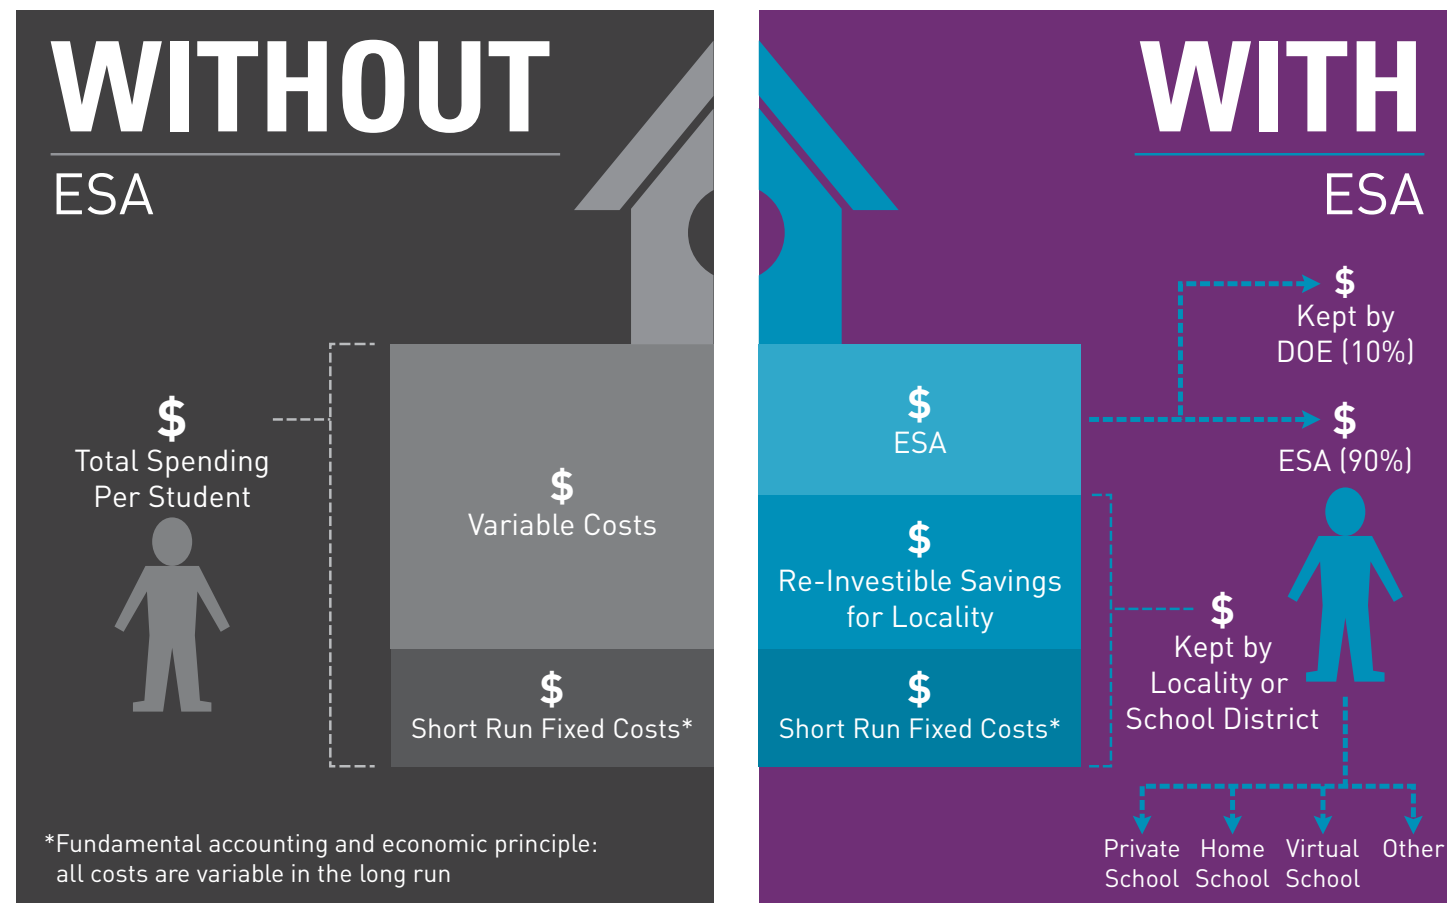 WITHOUT
ESA
$
Total Spending
Per Student
$
Variable Costs
$
Short Run Fixed Costs*
*Fundamental accounting and economic principle:
all costs are variable in the long run
WITH
ESA
$
ESA
$
Re-Investible Savings
for Locality
$
Short Run Fixed Costs*
$
Kept by
DOE (10%)
$
ESA (90%)
$
Kept by
Locality or
School District
Private
School
Home
School
Virtual
School
Other